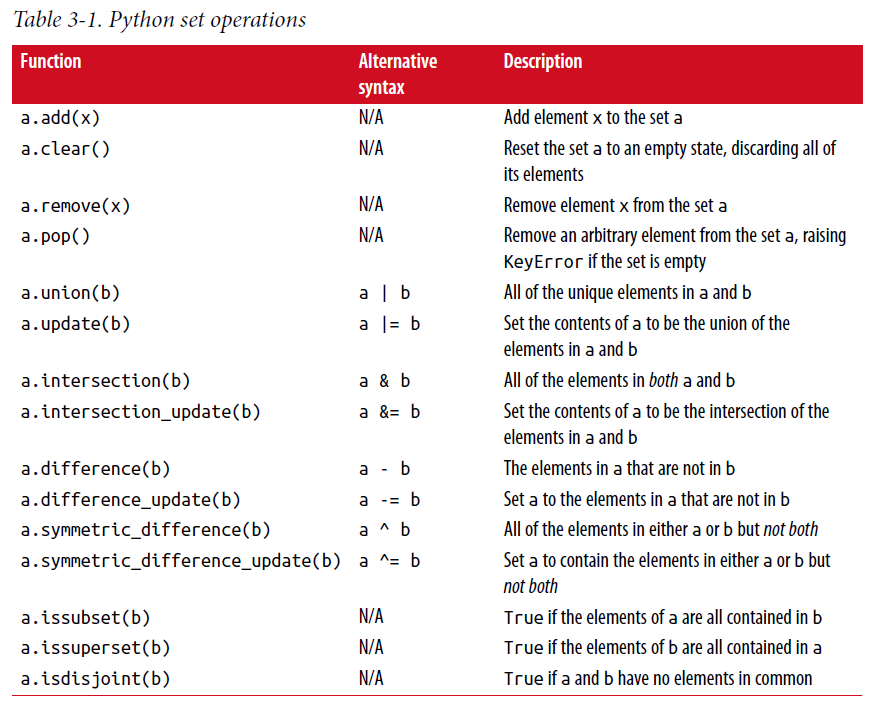 Table 3-1. Python set operations
Function Alternative syntax Description
a.add(x) N/A Add element x to the set a
a.clear() N/A Reset the set a to an empty state, discarding all of
its elements
a.remove(x) N/A Remove element x from the set a
a.pop() N/A Remove an arbitrary element from the set a, raising
KeyError if the set is empty
a.union(b) a | b All of the unique elements in a and b
a.update(b) a |= b Set the contents of a to be the union of the
elements in a and b
a.intersection(b) a & b All of the elements in both a and b
a.intersection_update(b) a &= b Set the contents of a to be the intersection of the
elements in a and b
a.difference(b) a - b The elements in a that are not in b
a.difference_update(b) a -= b Set a to the elements in a that are not in b
a.symmetric_difference(b) a ^ b All of the elements in either a or b but not both
a.symmetric_difference_update(b) a ^= b Set a to contain the elements in either a or b but
not both
a.issubset(b) N/A True if the elements of a are all contained in b
a.issuperset(b) N/A True if the elements of b are all contained in a
a.isdisjoint(b) N/A True if a and b have no elements in common